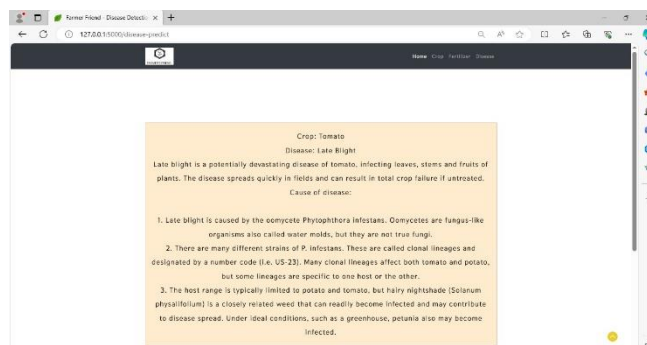 Farmer Friend - Disease Detectio
127.0.0.1:5000/disease-predict
Home Crop Fertilizer Disease
Crop: Tomato
Disease: Late Blight
Late blight is a potentially devastating disease of tomato, infecting leaves, stems and fruits of
plants. The disease spreads quickly in fields and can result in total crop failure if untreated.
Cause of disease:
1. Late blight is caused by the oomycete Phytophthora infestans. Oomycetes are fungus-like
organisms also called water molds, but they are not true fungi.
2. There are many different strains of P. infestans. These are called clonal lineages and
designated by a number code (i.e. US-23). Many clonal lineages affect both tomato and potato,
but some lineages are specific to one host or the other.
3. The host range is typically limited to potato and tomato, but hairy nightshade (Solanum
physalifolium) is a closely related weed that can readily become infected and may contribute
to disease spread. Under ideal conditions, such as a greenhouse, petunia also may become
infected.